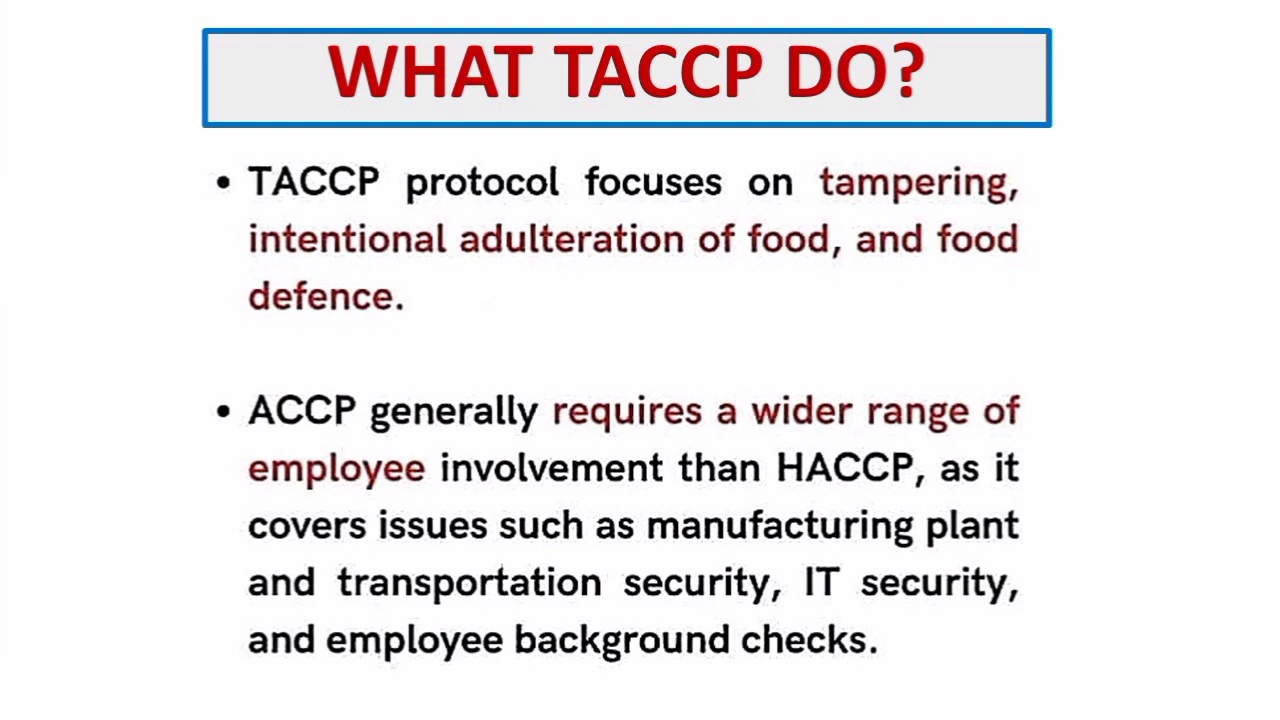 WHAT TACCP DO?
• TACCP protocol focuses on tampering,
intentional adulteration of food, and food
defence.
• ACCP generally requires a wider range of
employee involvement than HACCP, as it
covers issues such as manufacturing plant
and transportation security, IT security,
and employee background checks.